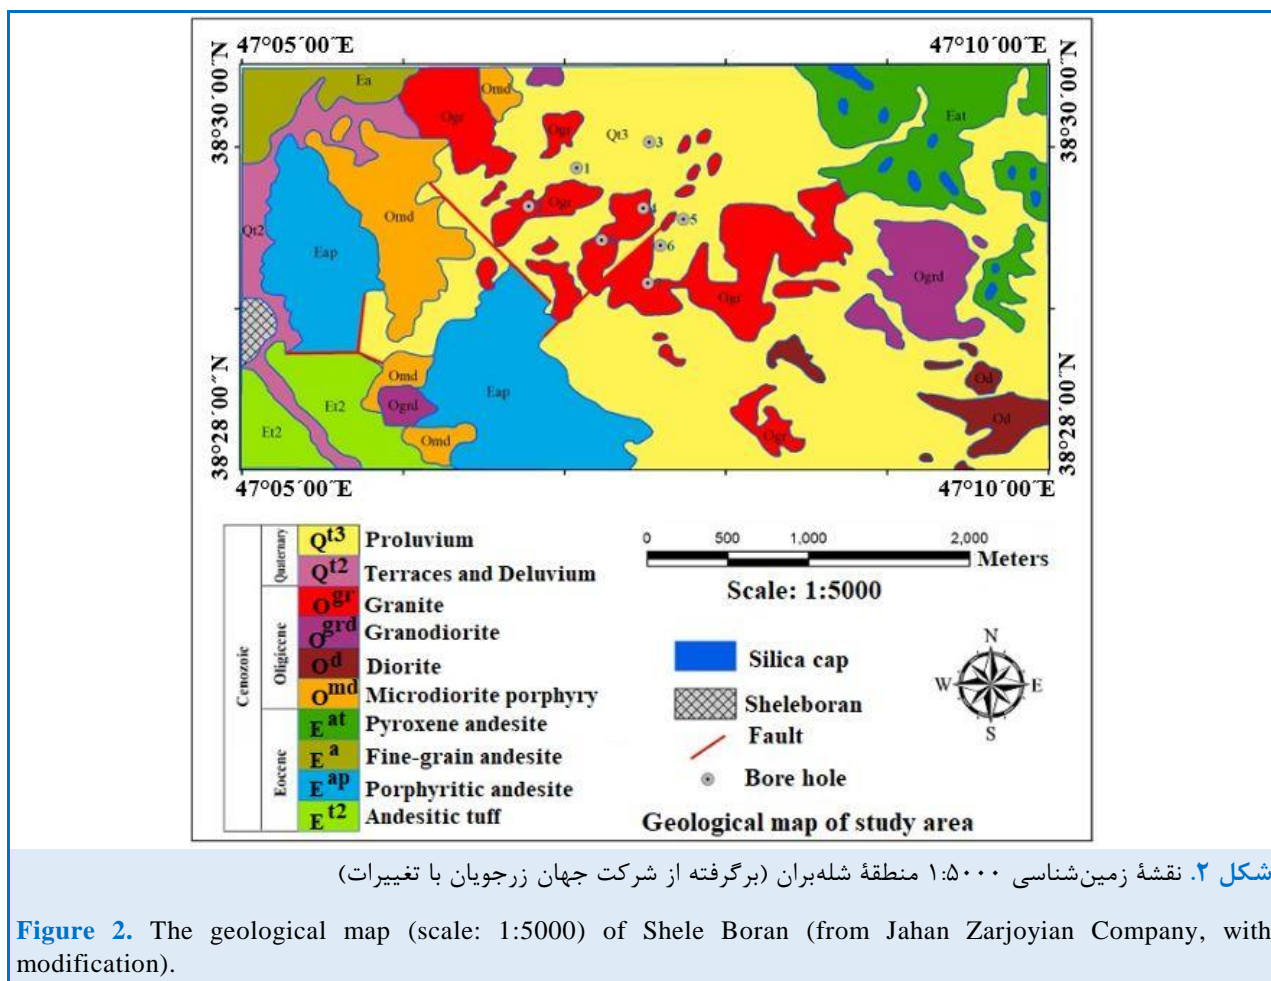 47°05´00˝E 47°10´00˝E
38°30´00˝N 38°30´00˝N
Ea
Omd
Ogr
Ogr
Qt3
3
Eat
1
Omd
Ogr
4
5
Qt2
Eap
6
Ogrd
Ogr
Omd
Od
Et2
Ogrd
Eap
Od
Et2
Omd
Ogr
38°28´00˝N 38°28´00˝N
47°05´00˝E 47°10´00˝E
Cenozoic
Quaternary
Qt3 Proluvium
Qt2 Terraces and Deluvium
Oligicene
Ogr Granite
Ogrd Granodiorite
Od Diorite
Omd Microdiorite porphyry
Eocene
Eat Pyroxene andesite
Ea Fine-grain andesite
Eap Porphyritic andesite
Et2 Andesitic tuff
0 500 1,000 2,000
Meters
Scale: 1:5000
Silica cap
Sheleboran
Fault
Bore hole
N
W E
S
Geological map of study area
شکل ۲. نقشۀ زمین‌شناسی ۱:۵۰۰۰ منطقۀ شله‌بران (برگرفته از شرکت جهان زرجویان با تغییرات)
Figure 2. The geological map (scale: 1:5000) of Shele Boran (from Jahan Zarjoyian Company, with
modification).